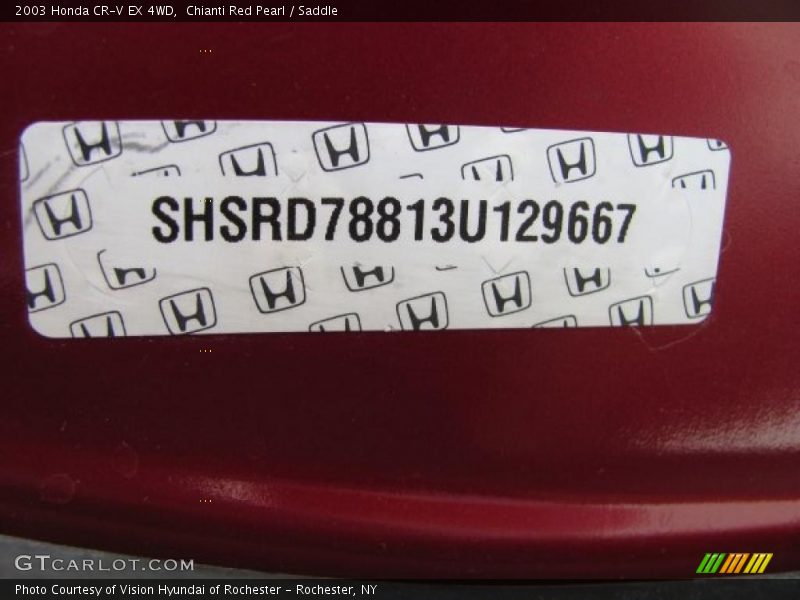 2003 Honda CR-V EX 4WD,  Chianti Red Pearl / Saddle
SHSRD78813U129667
GTCARLOT.COM
Photo Courtesy of Vision Hyundai of Rochester - Rochester, NY